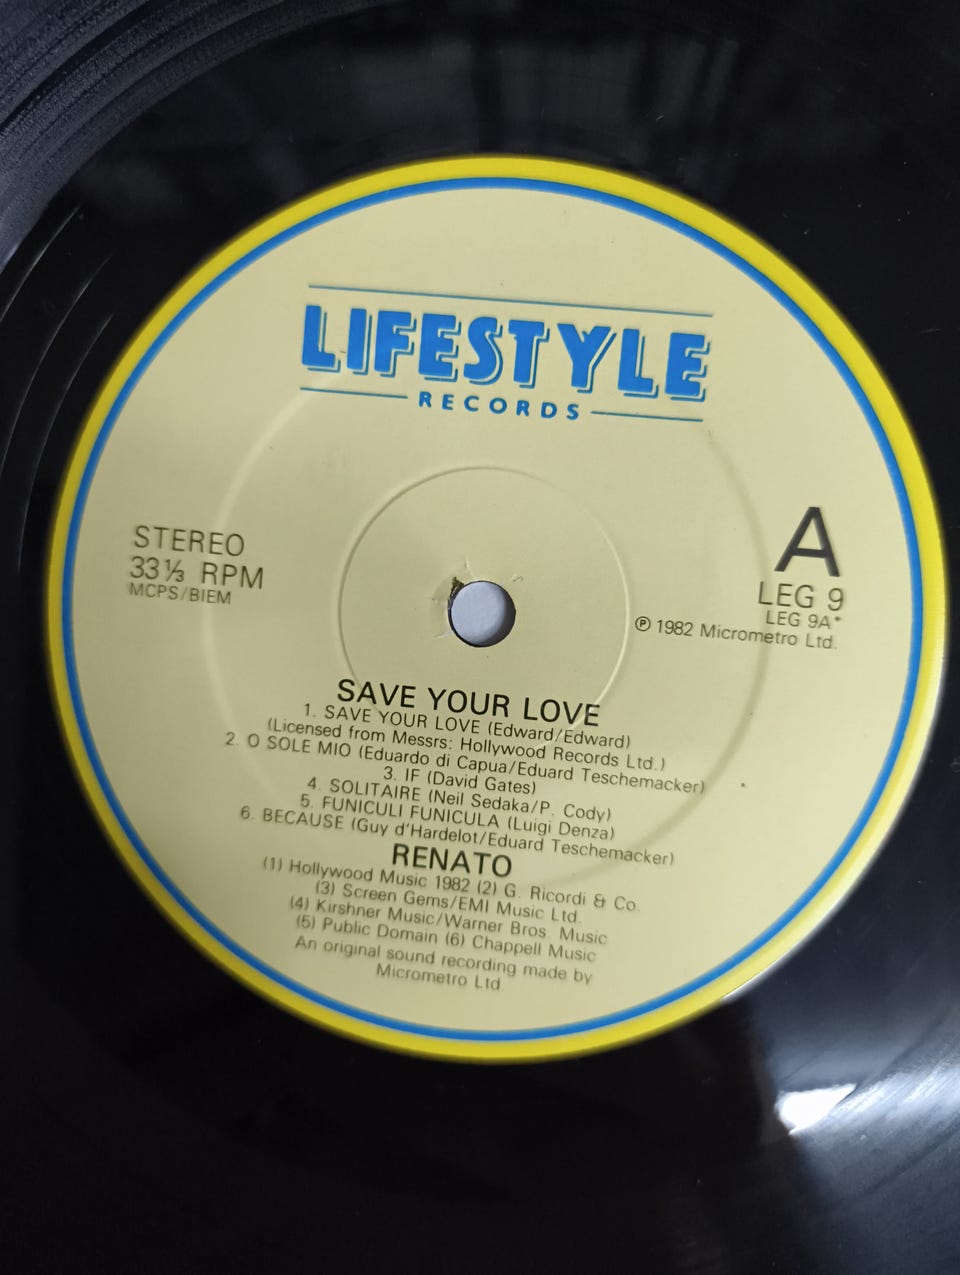 LIFESTYLE
RECORDS
STEREO
33⅓ RPM
MCPS/BIEM
A
LEG 9
LEG 9A*
℗ 1982 Micrometro Ltd.
SAVE YOUR LOVE
1. SAVE YOUR LOVE (Edward/Edward)
(Licensed from Messrs: Hollywood Records Ltd.)
2. O SOLE MIO (Eduardo di Capua/Eduard Teschemacker)
3. IF (David Gates)
4. SOLITAIRE (Neil Sedaka/P. Cody)
5. FUNICULI FUNICULA (Luigi Denza)
6. BECAUSE (Guy d'Hardelot/Eduard Teschemacker)
RENATO
(1) Hollywood Music 1982 (2) G. Ricordi & Co.
(3) Screen Gems/EMI Music Ltd.
(4) Kirshner Music/Warner Bros. Music
(5) Public Domain (6) Chappell Music
An original sound recording made by
Micrometro Ltd.